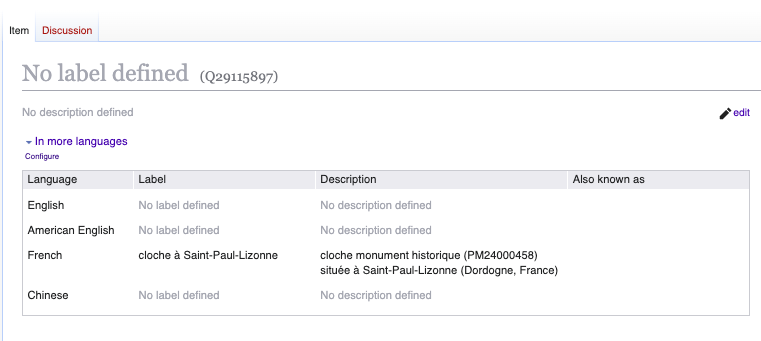 Item Discussion
No label defined (Q29115897)
No description defined
edit
In more languages
Configure
Language Label Description Also known as
English No label defined No description defined
American English No label defined No description defined
French cloche à Saint-Paul-Lizonne cloche monument historique (PM24000458)
située à Saint-Paul-Lizonne (Dordogne, France)
Chinese No label defined No description defined